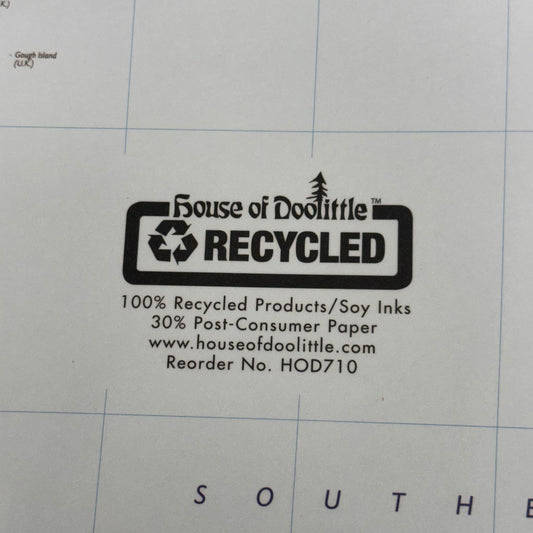 K.)
Gough Island
(U.K.)
House of Doolittle™
RECYCLED
100% Recycled Products/Soy Inks
30% Post-Consumer Paper
www.houseofdoolittle.com
Reorder No. HOD710
S O U T H E